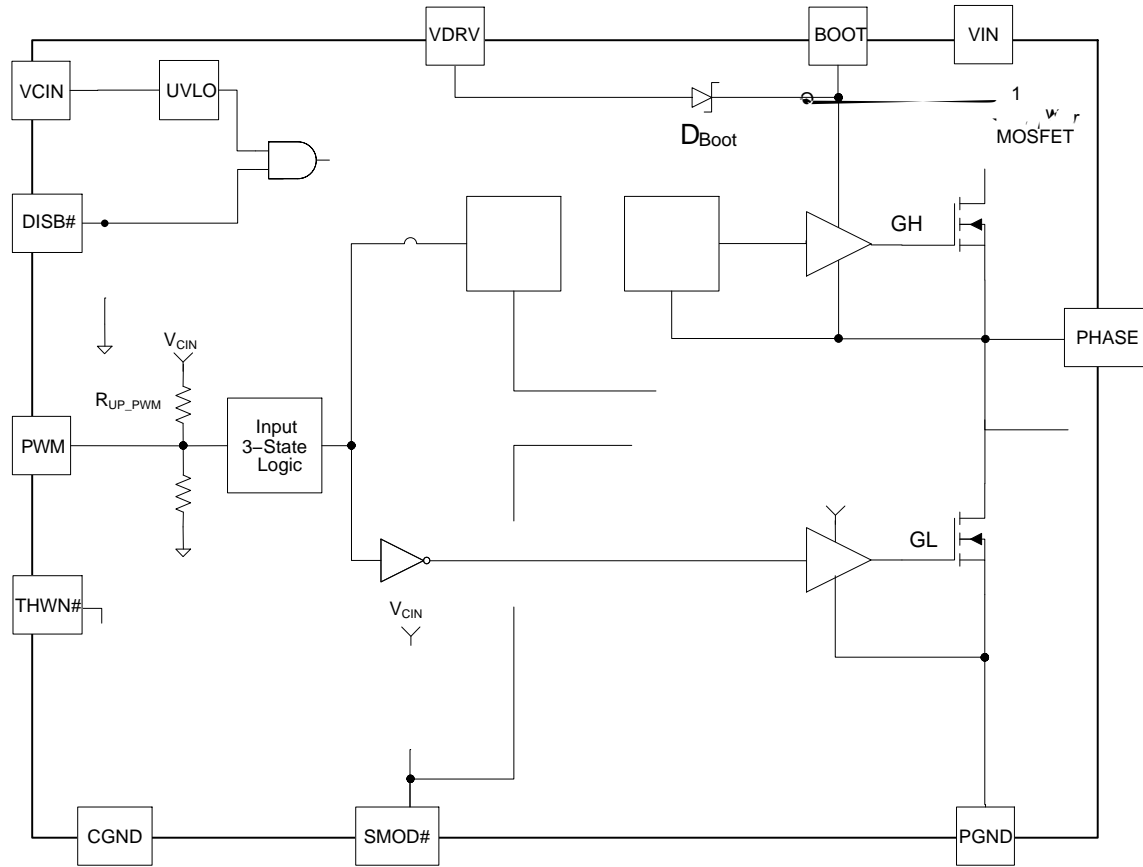 VDRV
BOOT
VIN
VCIN
UVLO
1
DBoot
MOSFET
DISB#
GH
VCIN
PHASE
RUP_PWM
PWM
Input
3−State
Logic
GL
THWN#
VCIN
CGND
SMOD#
PGND